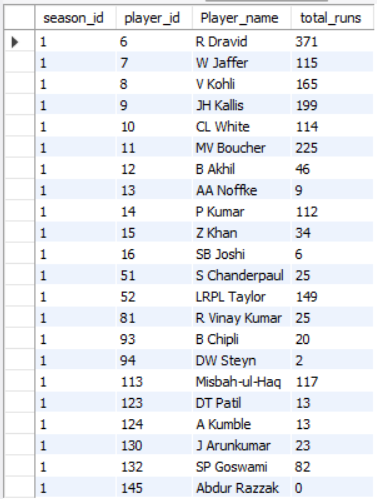 season_id player_id Player_name total_runs
1 6 R Dravid 371
1 7 W Jaffer 115
1 8 V Kohli 165
1 9 JH Kallis 199
1 10 CL White 114
1 11 MV Boucher 225
1 12 B Akhil 46
1 13 AA Noffke 9
1 14 P Kumar 112
1 15 Z Khan 34
1 16 SB Joshi 6
1 51 S Chanderpaul 25
1 52 LRPL Taylor 149
1 81 R Vinay Kumar 25
1 93 B Chipli 20
1 94 DW Steyn 2
1 113 Misbah-ul-Haq 117
1 123 DT Patil 13
1 124 A Kumble 13
1 130 J Arunkumar 23
1 132 SP Goswami 82
1 145 Abdur Razzak 0